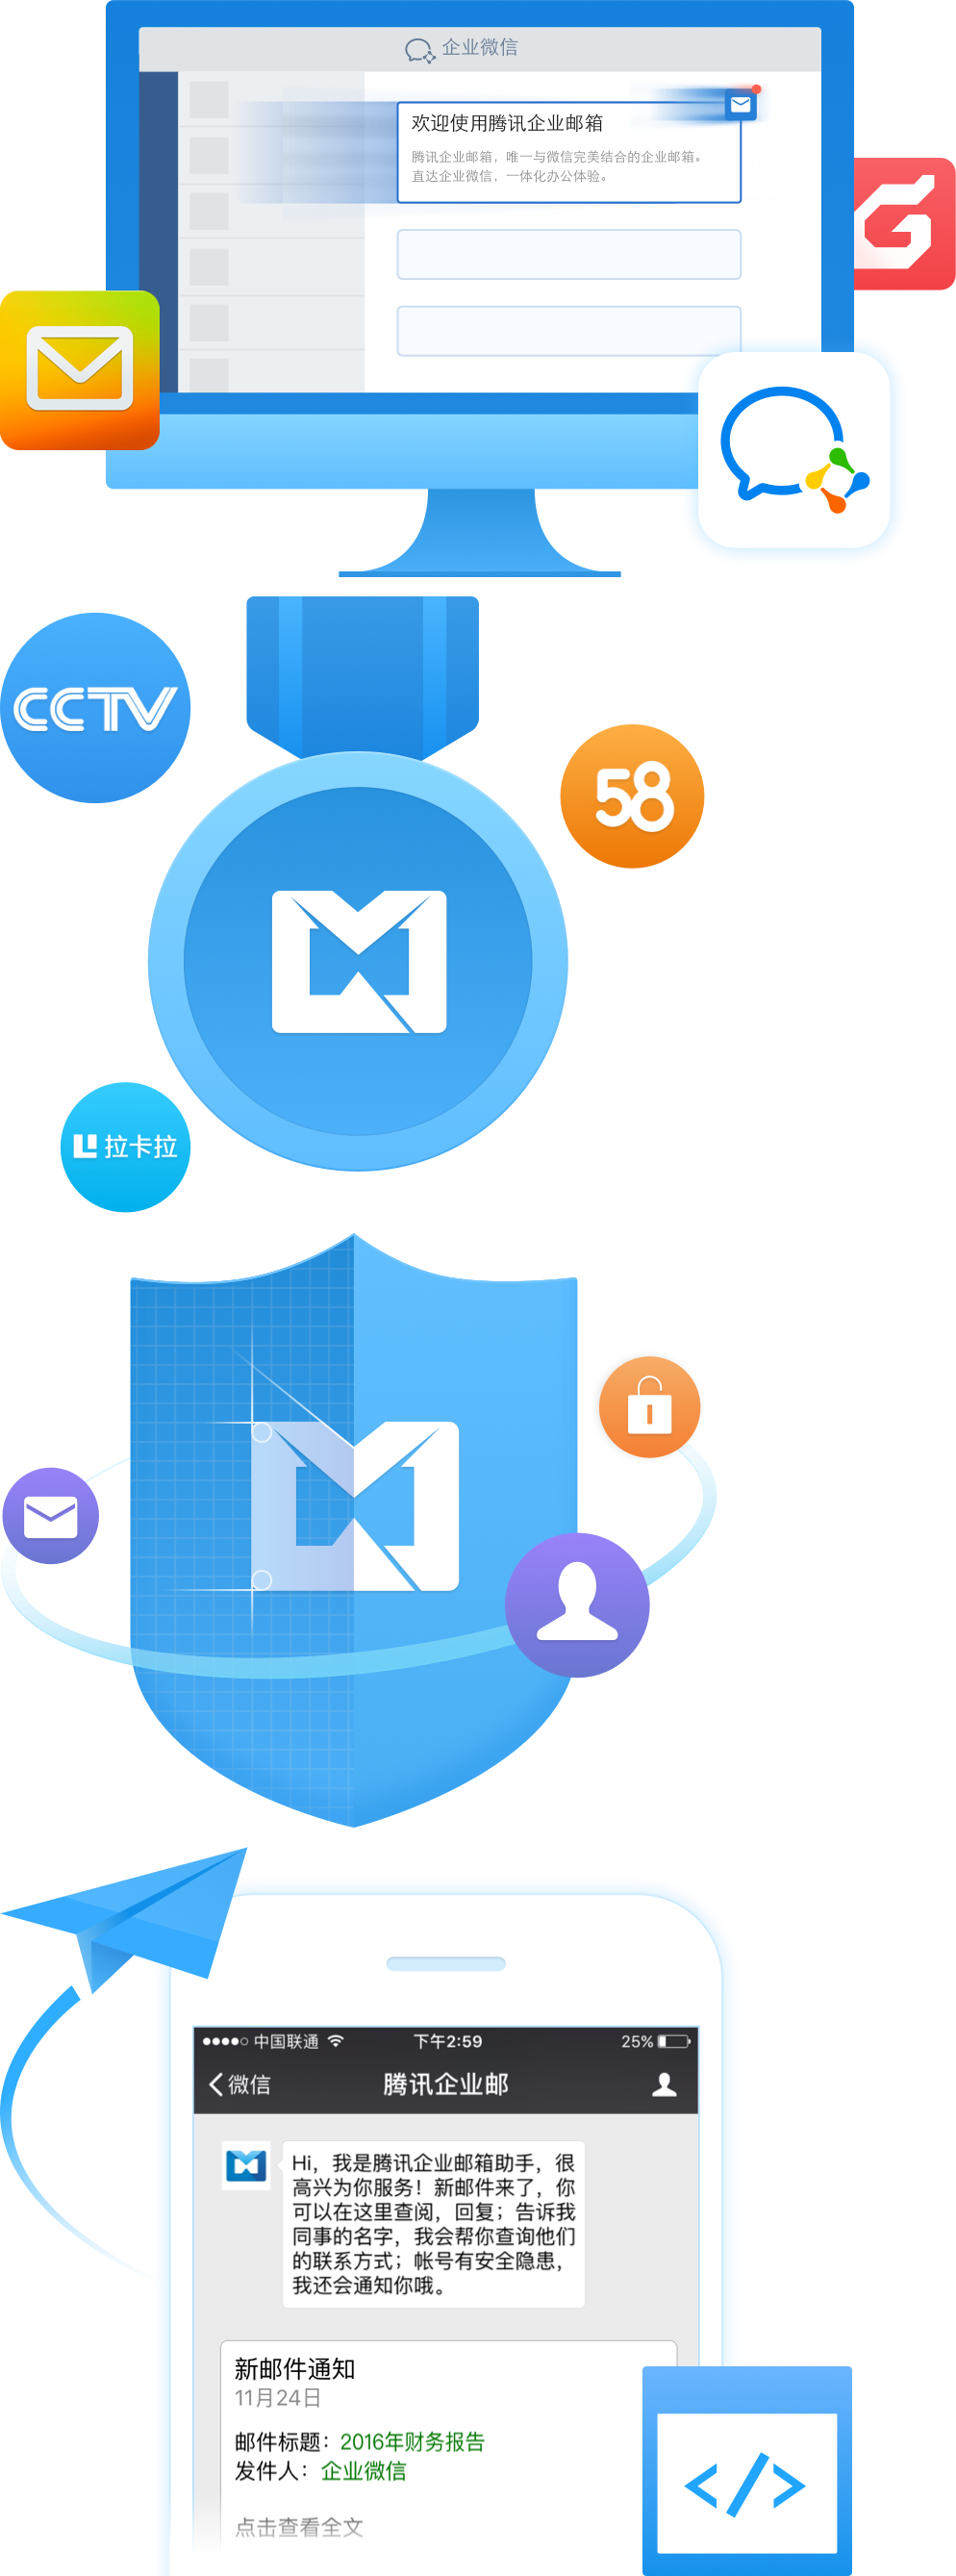 企业微信
欢迎使用腾讯企业邮箱
腾讯企业邮箱，唯一与微信完美结合的企业邮箱。
直达企业微信，一体化办公体验。
CCTV
58
拉卡拉
中国联通 下午2:59 25%
微信 腾讯企业邮
Hi，我是腾讯企业邮箱助手，很
高兴为你服务！新邮件来了，你
可以在这里查阅，回复；告诉我
同事的名字，我会帮你查询他们
的联系方式；帐号有安全隐患，
我还会通知你哦。
新邮件通知
11月24日
邮件标题：2016年财务报告
发件人：企业微信
点击查看全文
</>